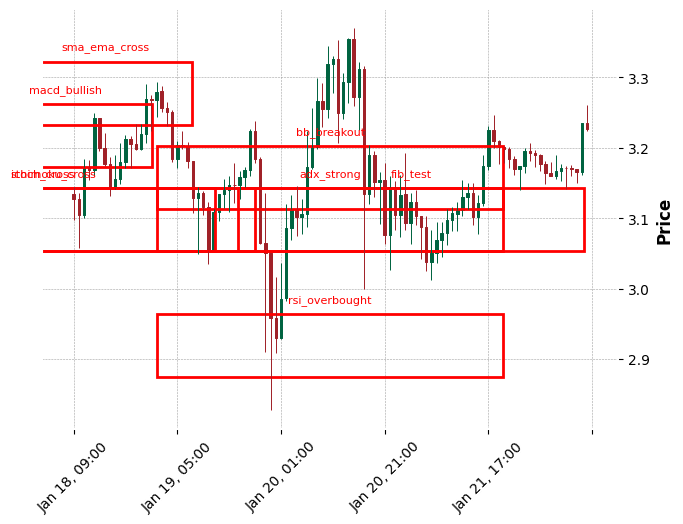 sma_ema_cross
macd_bullish
bb_breakout
adx_strong
fib_test
rsi_overbought
3.3
3.2
3.1
3.0
2.9
Price
Jan 18, 09:00
Jan 19, 05:00
Jan 20, 01:00
Jan 20, 21:00
Jan 21, 17:00